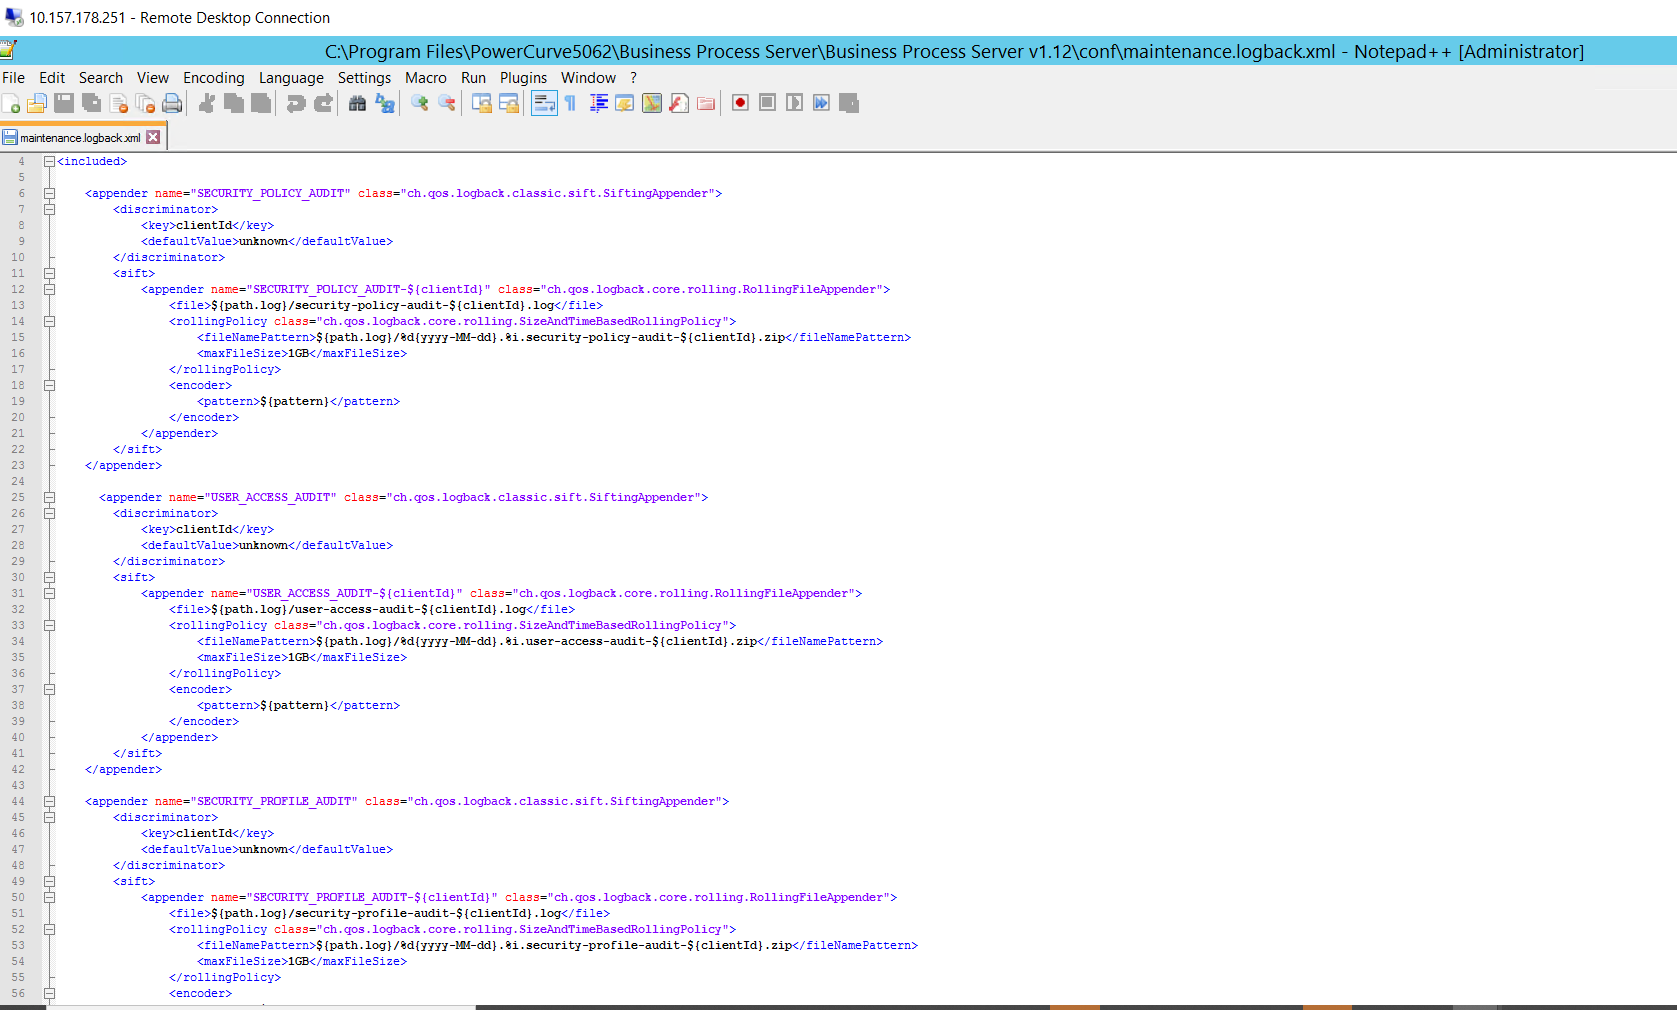 10.157.178.251 - Remote Desktop Connection
C:\Program Files\PowerCurve5062\Business Process Server\Business Process Server v1.12\conf\maintenance.logback.xml - Notepad++ [Administrator]
File Edit Search View Encoding Language Settings Macro Run Plugins Window ?
maintenance.logback.xml
4 <included>
5
6 <appender name="SECURITY_POLICY_AUDIT" class="ch.qos.logback.classic.sift.SiftingAppender">
7 <discriminator>
8 <key>clientId</key>
9 <defaultValue>unknown</defaultValue>
10 </discriminator>
11 <sift>
12 <appender name="SECURITY_POLICY_AUDIT-${clientId}" class="ch.qos.logback.core.rolling.RollingFileAppender">
13 <file>${path.log}/security-policy-audit-${clientId}.log</file>
14 <rollingPolicy class="ch.qos.logback.core.rolling.SizeAndTimeBasedRollingPolicy">
15 <fileNamePattern>${path.log}/%d{yyyy-MM-dd}.%i.security-policy-audit-${clientId}.zip</fileNamePattern>
16 <maxFileSize>1GB</maxFileSize>
17 </rollingPolicy>
18 <encoder>
19 <pattern>${pattern}</pattern>
20 </encoder>
21 </appender>
22 </sift>
23 </appender>
24
25 <appender name="USER_ACCESS_AUDIT" class="ch.qos.logback.classic.sift.SiftingAppender">
26 <discriminator>
27 <key>clientId</key>
28 <defaultValue>unknown</defaultValue>
29 </discriminator>
30 <sift>
31 <appender name="USER_ACCESS_AUDIT-${clientId}" class="ch.qos.logback.core.rolling.RollingFileAppender">
32 <file>${path.log}/user-access-audit-${clientId}.log</file>
33 <rollingPolicy class="ch.qos.logback.core.rolling.SizeAndTimeBasedRollingPolicy">
34 <fileNamePattern>${path.log}/%d{yyyy-MM-dd}.%i.user-access-audit-${clientId}.zip</fileNamePattern>
35 <maxFileSize>1GB</maxFileSize>
36 </rollingPolicy>
37 <encoder>
38 <pattern>${pattern}</pattern>
39 </encoder>
40 </appender>
41 </sift>
42 </appender>
43
44 <appender name="SECURITY_PROFILE_AUDIT" class="ch.qos.logback.classic.sift.SiftingAppender">
45 <discriminator>
46 <key>clientId</key>
47 <defaultValue>unknown</defaultValue>
48 </discriminator>
49 <sift>
50 <appender name="SECURITY_PROFILE_AUDIT-${clientId}" class="ch.qos.logback.core.rolling.RollingFileAppender">
51 <file>${path.log}/security-profile-audit-${clientId}.log</file>
52 <rollingPolicy class="ch.qos.logback.core.rolling.SizeAndTimeBasedRollingPolicy">
53 <fileNamePattern>${path.log}/%d{yyyy-MM-dd}.%i.security-profile-audit-${clientId}.zip</fileNamePattern>
54 <maxFileSize>1GB</maxFileSize>
55 </rollingPolicy>
56 <encoder>